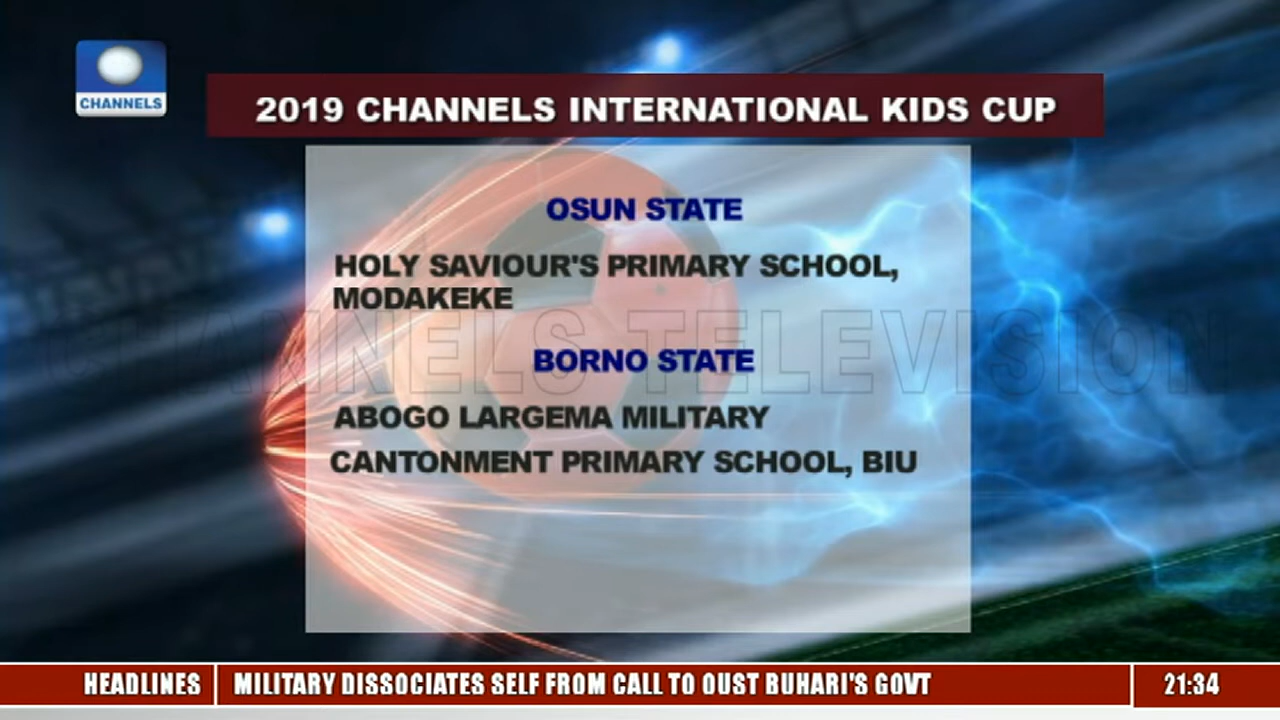 CHANNELS
2019 CHANNELS INTERNATIONAL KIDS CUP
OSUN STATE
HOLY SAVIOUR'S PRIMARY SCHOOL,
MODAKEKE
CHANNELS TELEVISION
BORNO STATE
ABOGO LARGEMA MILITARY
CANTONMENT PRIMARY SCHOOL, BIU
HEADLINES
MILITARY DISSOCIATES SELF FROM CALL TO OUST BUHARI'S GOVT
21:34